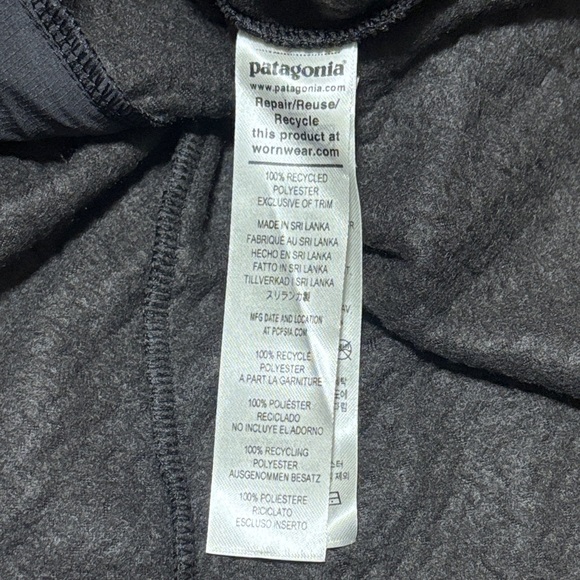 patagonia®
www.patagonia.com
Repair/Reuse/
Recycle
this product at
wornwear.com
100% RECYCLED
POLYESTER
EXCLUSIVE OF TRIM
MADE IN SRI LANKA
FABRIQUE AU SRI LANKA
HECHO EN SRI LANKA
FATTO IN SRI LANKA
TILLVERKAD I SRI LANKA
スリランカ製
MFG DATE AND LOCATION
AT PCPSIA.COM
100% RECYCLÉ
POLYESTER
A PART LA GARNITURE
100% POLIÉSTER
RECICLADO
NO INCLUYE EL ADORNO
100% RECYCLING
POLYESTER
AUSGENOMMEN BESATZ
100% POLIESTERE
RICICLATO
ESCLUSO INSERTO